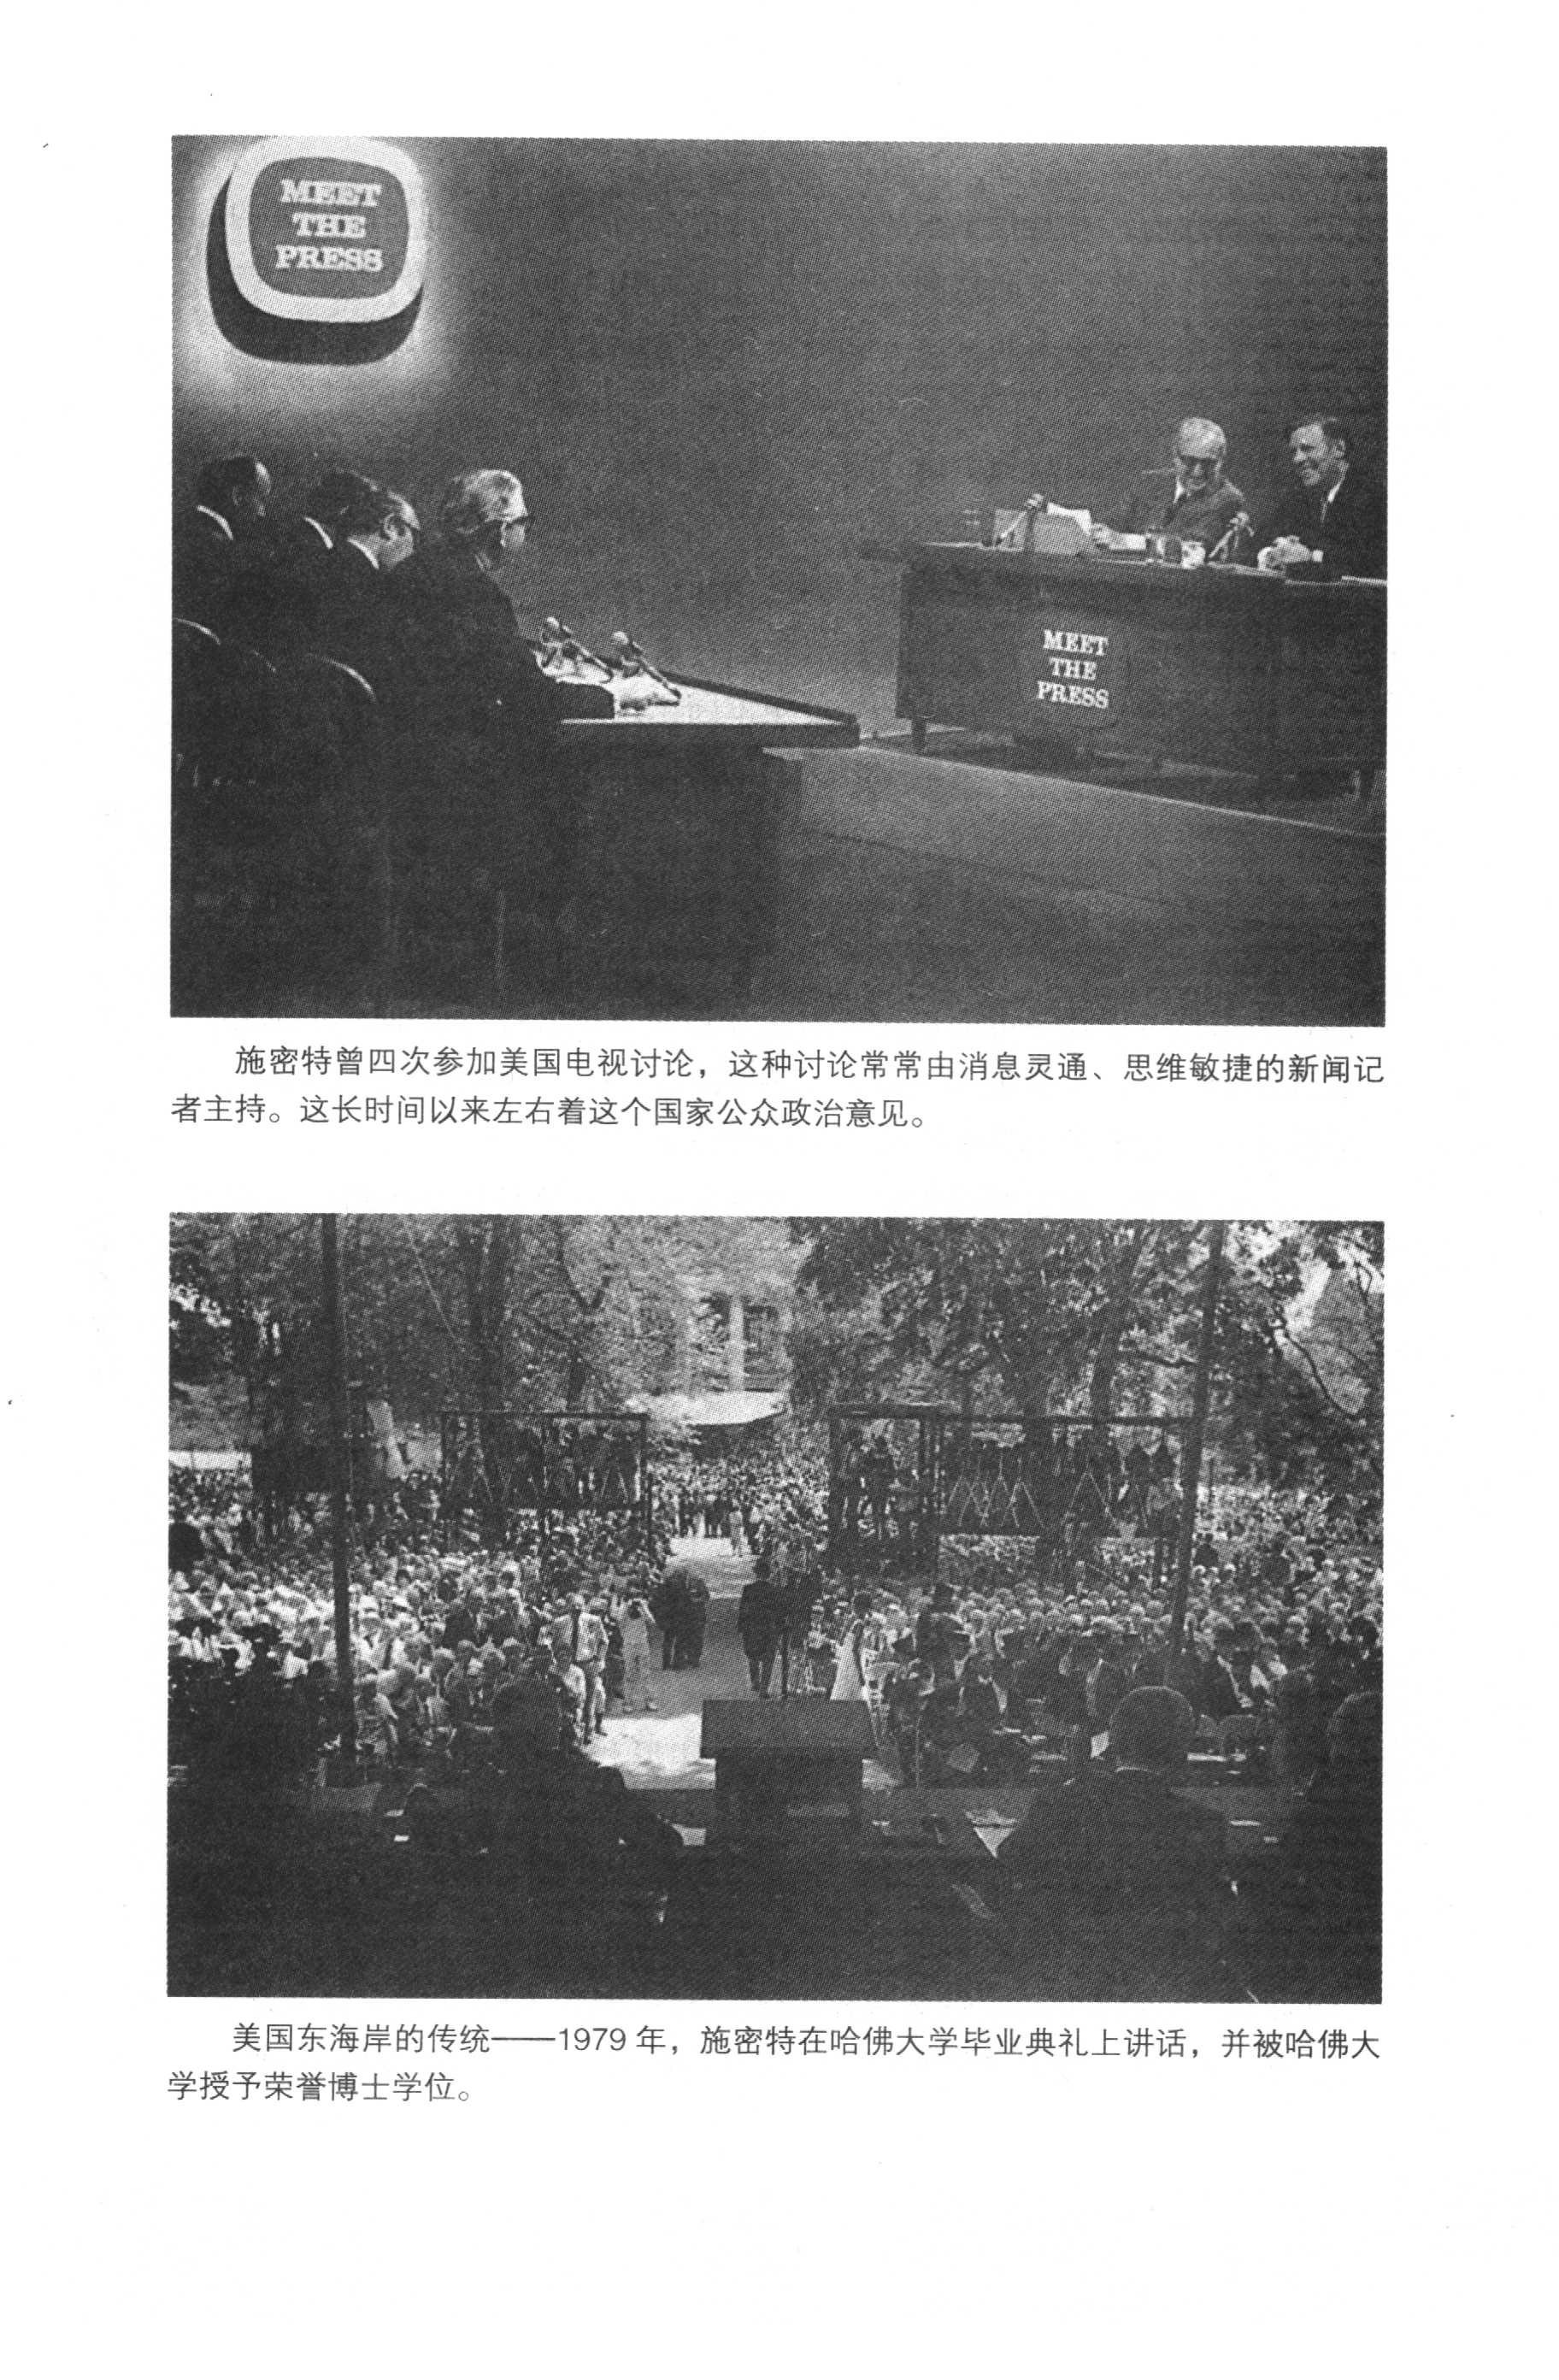 MEET
THE
PRESS
MEET
THE
PRESS
施密特曾四次参加美国电视讨论，这种讨论常常由消息灵通、思维敏捷的新闻记
者主持。这长时间以来左右着这个国家公众政治意见。
美国东海岸的传统——1979年，施密特在哈佛大学毕业典礼上讲话，并被哈佛大
学授予荣誉博士学位。